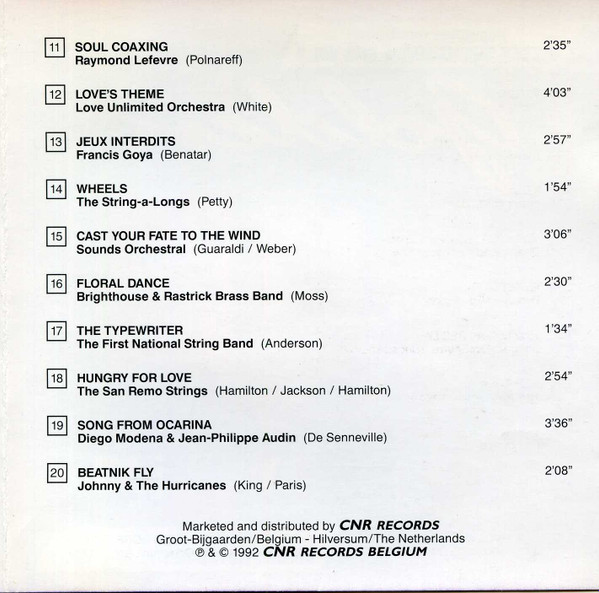 11 SOUL COAXING 2'35"
Raymond Lefevre (Polnareff)
12 LOVE'S THEME 4'03"
Love Unlimited Orchestra (White)
13 JEUX INTERDITS 2'57"
Francis Goya (Benatar)
14 WHEELS 1'54"
The String-a-Longs (Petty)
15 CAST YOUR FATE TO THE WIND 3'06"
Sounds Orchestral (Guaraldi / Weber)
16 FLORAL DANCE 2'30"
Brighthouse & Rastrick Brass Band (Moss)
17 THE TYPEWRITER 1'34"
The First National String Band (Anderson)
18 HUNGRY FOR LOVE 2'54"
The San Remo Strings (Hamilton / Jackson / Hamilton)
19 SONG FROM OCARINA 3'36"
Diego Modena & Jean-Philippe Audin (De Senneville)
20 BEATNIK FLY 2'08"
Johnny & The Hurricanes (King / Paris)
Marketed and distributed by CNR RECORDS
Groot-Bijgaarden/Belgium - Hilversum/The Netherlands
℗ & © 1992 CNR RECORDS BELGIUM